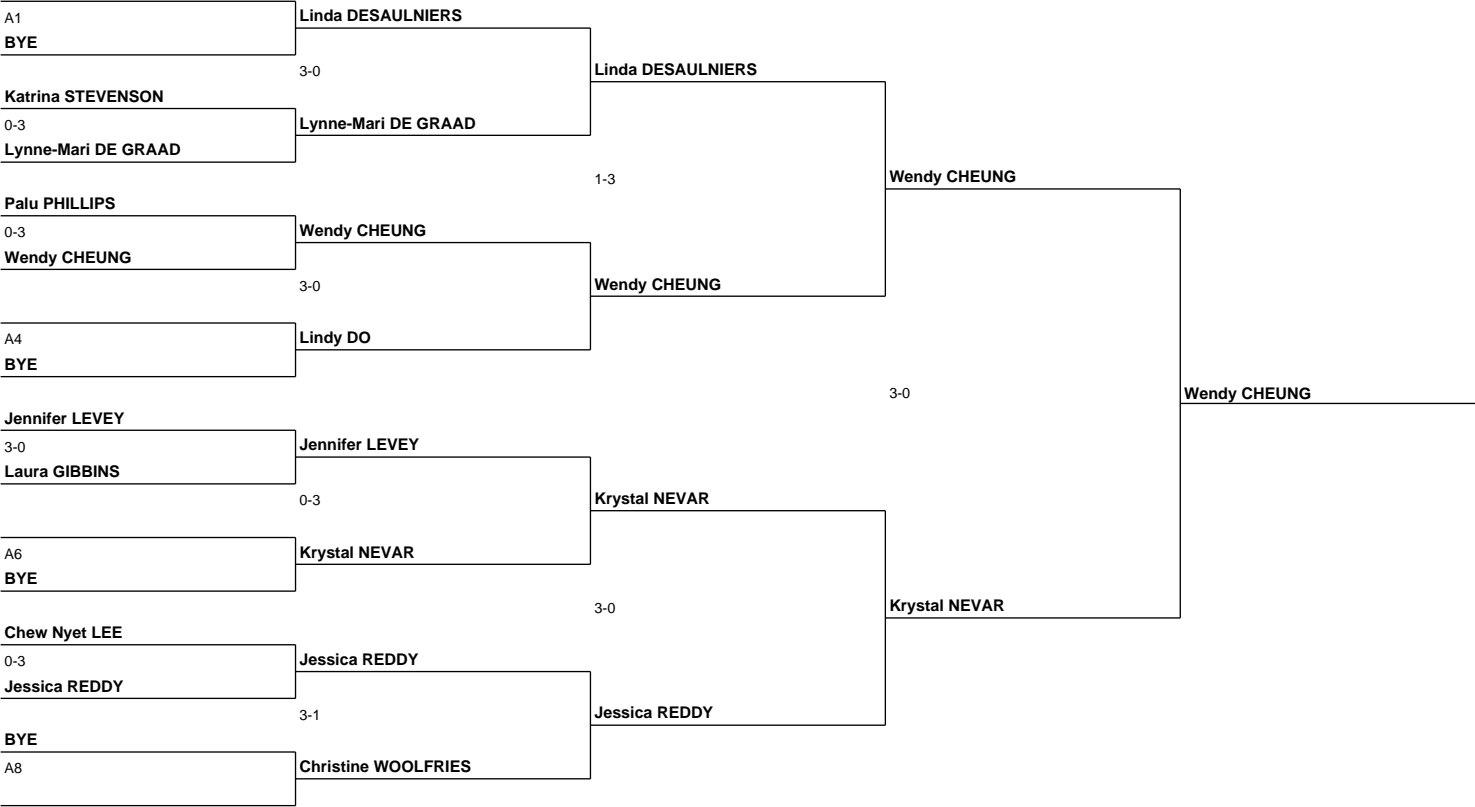 A1
BYE
Linda DESAULNIERS
3-0
Linda DESAULNIERS
Katrina STEVENSON
0-3
Lynne-Mari DE GRAAD
Lynne-Mari DE GRAAD
1-3
Wendy CHEUNG
Palu PHILLIPS
0-3
Wendy CHEUNG
Wendy CHEUNG
3-0
Wendy CHEUNG
A4
BYE
Lindy DO
3-0
Wendy CHEUNG
Jennifer LEVEY
3-0
Laura GIBBINS
Jennifer LEVEY
0-3
Krystal NEVAR
A6
BYE
Krystal NEVAR
3-0
Krystal NEVAR
Chew Nyet LEE
0-3
Jessica REDDY
Jessica REDDY
3-1
Jessica REDDY
BYE
A8
Christine WOOLFRIES